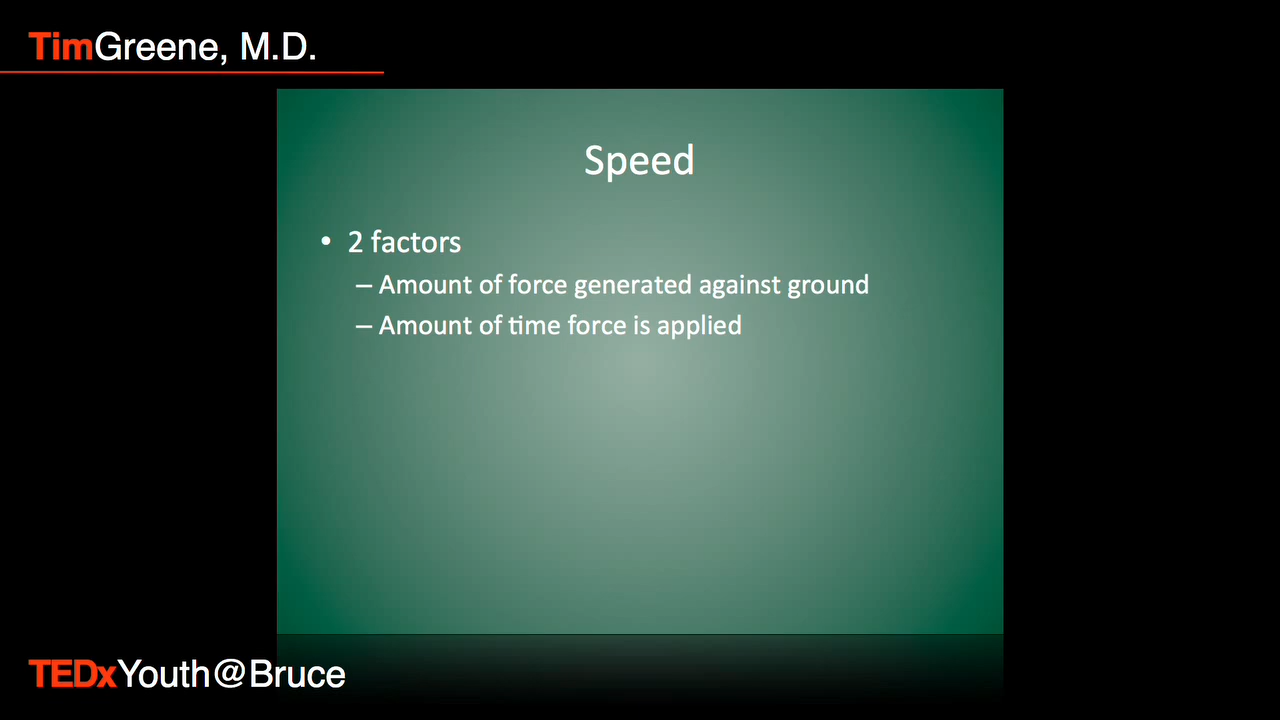 TimGreene, M.D.
Speed
• 2 factors
– Amount of force generated against ground
– Amount of time force is applied
TEDxYouth@Bruce